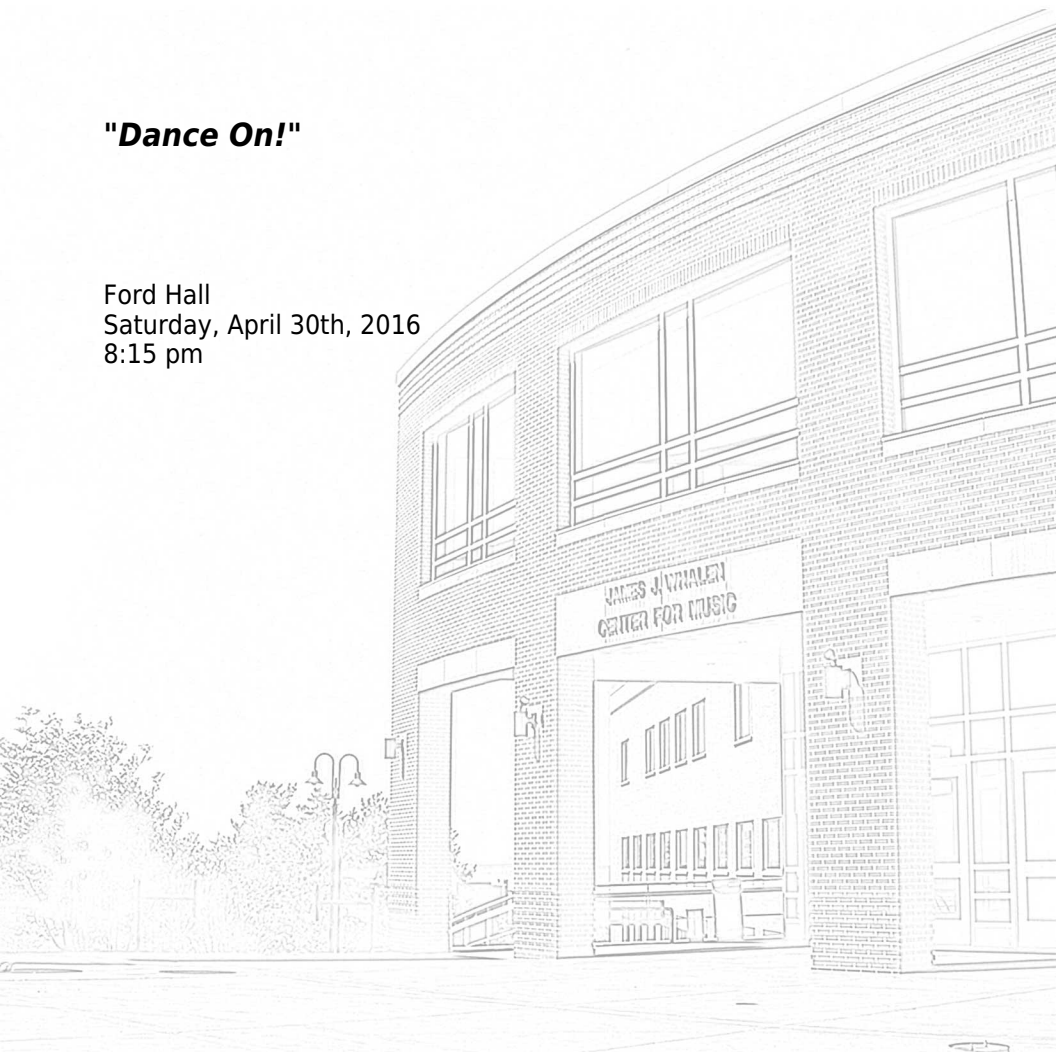 "Dance On!"
Ford Hall
Saturday, April 30th, 2016
8:15 pm
JAMES J. WHALEN
CENTER FOR MUSIC